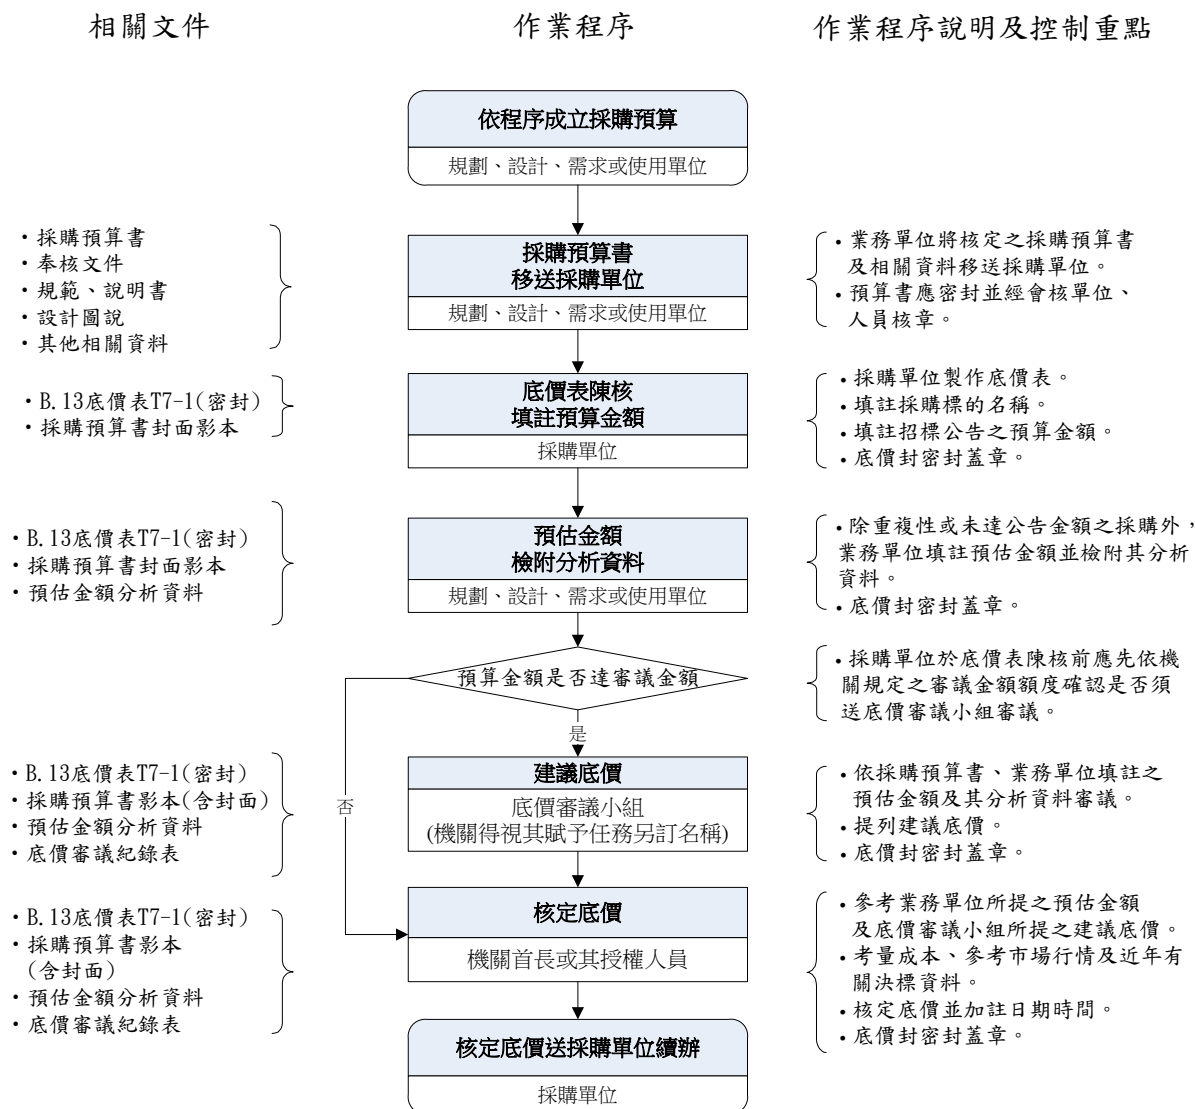 相關文件
作業程序
作業程序說明及控制重點
依程序成立採購預算
規劃、設計、需求或使用單位
・採購預算書
・奉核文件
・規範、說明書
・設計圖說
・其他相關資料
採購預算書
移送採購單位
規劃、設計、需求或使用單位
・業務單位將核定之採購預算書
及相關資料移送採購單位。
・預算書應密封並經會核單位、
人員核章。
・B.13底價表T7-1(密封)
・採購預算書封面影本
底價表陳核
填註預算金額
採購單位
・採購單位製作底價表。
・填註採購標的名稱。
・填註招標公告之預算金額。
・底價封密封蓋章。
・B.13底價表T7-1(密封)
・採購預算書封面影本
・預估金額分析資料
預估金額
檢附分析資料
規劃、設計、需求或使用單位
・除重複性或未達公告金額之採購外，
業務單位填註預估金額並檢附其分析
資料。
・底價封密封蓋章。
預算金額是否達審議金額
・採購單位於底價表陳核前應先依機
關規定之審議金額額度確認是否須
送底價審議小組審議。
是
否
・B.13底價表T7-1(密封)
・採購預算書影本(含封面)
・預估金額分析資料
・底價審議紀錄表
建議底價
底價審議小組
(機關得視其賦予任務另訂名稱)
・依採購預算書、業務單位填註之
預估金額及其分析資料審議。
・提列建議底價。
・底價封密封蓋章。
・B.13底價表T7-1(密封)
・採購預算書影本
(含封面)
・預估金額分析資料
・底價審議紀錄表
核定底價
機關首長或其授權人員
・參考業務單位所提之預估金額
及底價審議小組所提之建議底價。
・考量成本、參考市場行情及近年有
關決標資料。
・核定底價並加註日期時間。
・底價封密封蓋章。
核定底價送採購單位續辦
採購單位